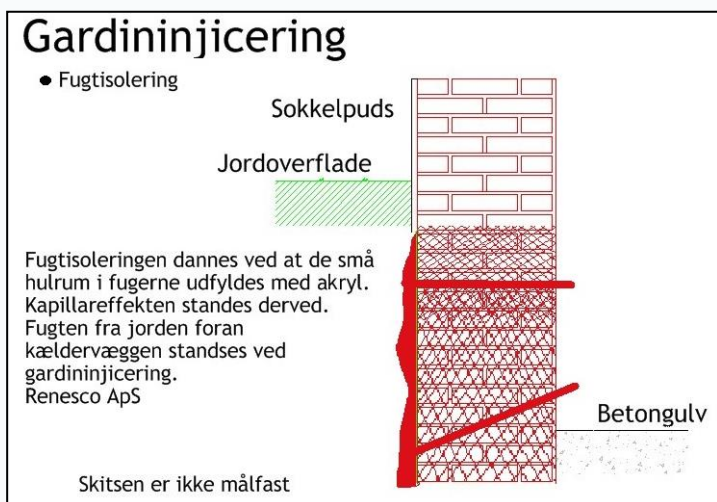 Gardininjicering
● Fugtisolering
Sokkelpuds
Jordoverflade
Fugtisoleringen dannes ved at de små
hulrum i fugerne udfyldes med akryl.
Kapillareffekten standes derved.
Fugten fra jorden foran
kældervæggen standses ved
gardininjicering.
Renesco ApS
Betongulv
Skitsen er ikke målfast